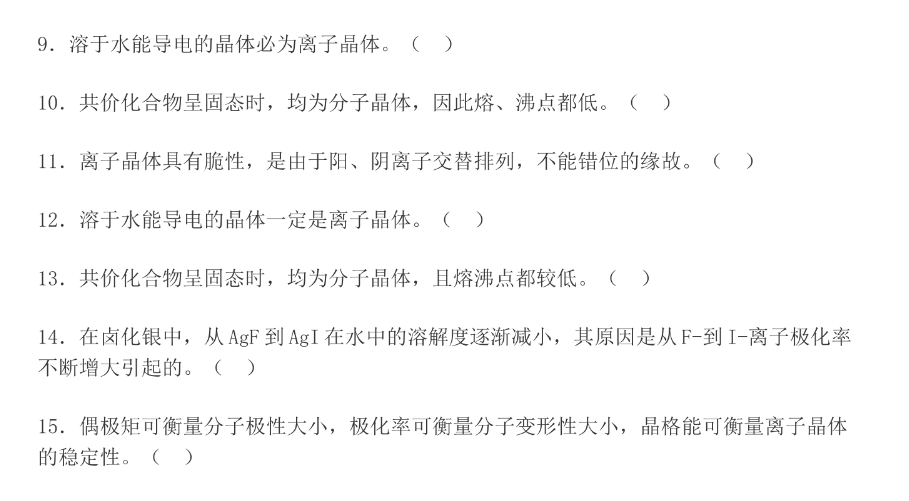 9. 溶于水能导电的晶体必为离子晶体。（　）
10. 共价化合物呈固态时，均为分子晶体，因此熔、沸点都低。（　）
11. 离子晶体具有脆性，是由于阳、阴离子交替排列，不能错位的缘故。（　）
12. 溶于水能导电的晶体一定是离子晶体。（　）
13. 共价化合物呈固态时，均为分子晶体，且熔沸点都较低。（　）
14. 在卤化银中，从 AgF 到 AgI 在水中的溶解度逐渐减小，其原因是从 F-到 I-离子极化率
不断增大引起的。（　）
15. 偶极矩可衡量分子极性大小，极化率可衡量分子变形性大小，晶格能可衡量离子晶体
的稳定性。（　）